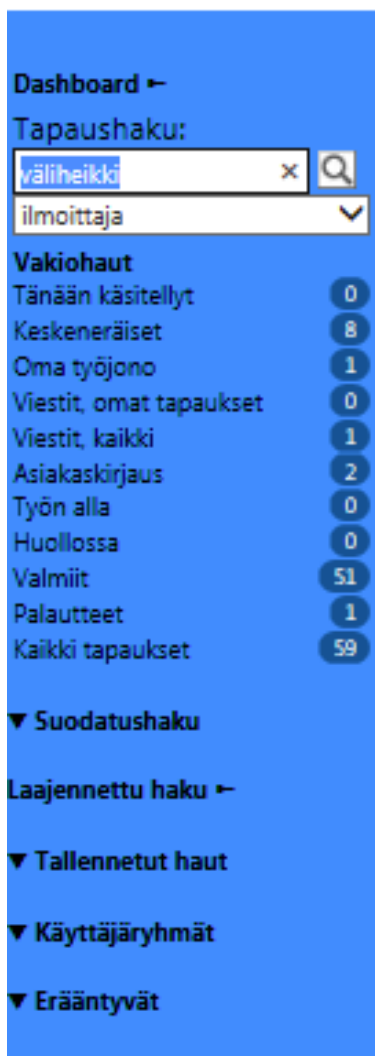 Dashboard
Tapaushaku:
väliheikki ×
ilmoittaja
Vakiohaut
Tänään käsitellyt 0
Keskeneräiset 8
Oma työjono 1
Viestit, omat tapaukset 0
Viestit, kaikki 1
Asiakaskirjaus 2
Työn alla 0
Huollossa 0
Valmiit 51
Palautteet 1
Kaikki tapaukset 59
▼ Suodatushaku
Laajennettu haku
▼ Tallennetut haut
▼ Käyttäjäryhmät
▼ Erääntyvät